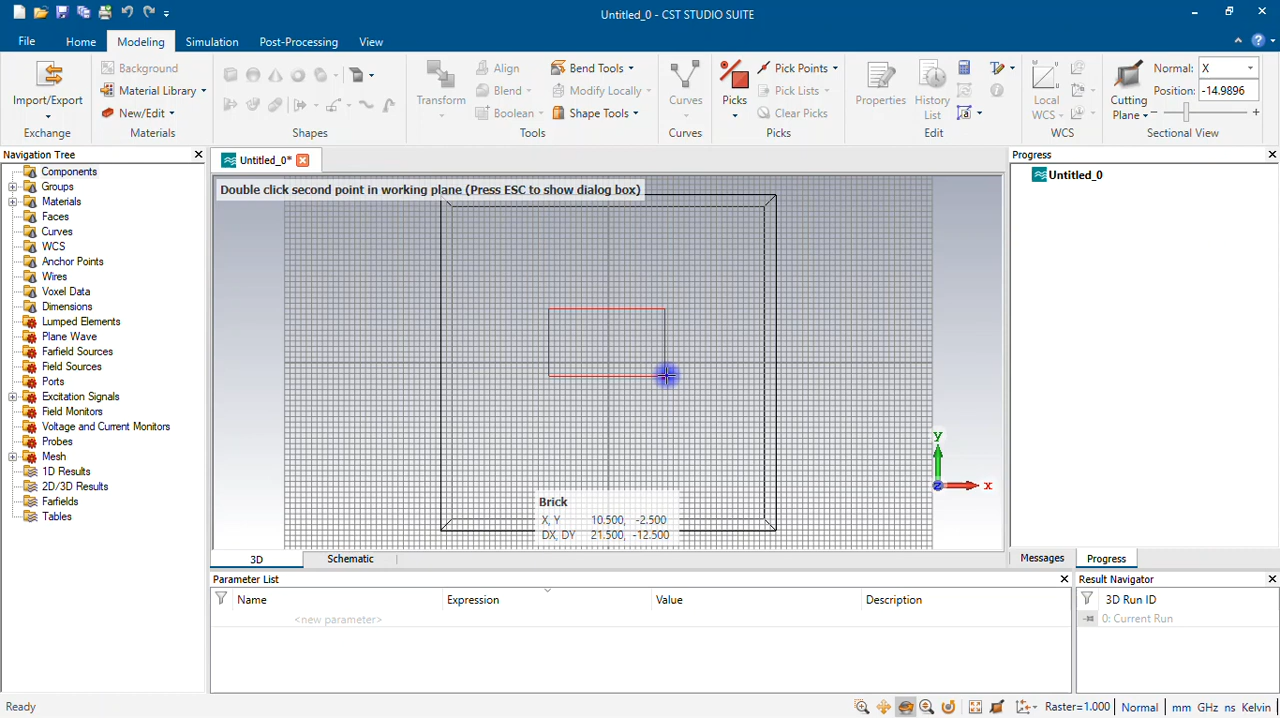 Untitled_0 - CST STUDIO SUITE
File Home Modeling Simulation Post-Processing View
Import/Export
Exchange
Background
Material Library
New/Edit
Materials
Shapes
Transform
Align
Blend
Boolean
Bend Tools
Modify Locally
Shape Tools
Tools
Curves
Curves
Picks
Pick Points
Pick Lists
Clear Picks
Picks
Properties
History List
Edit
Local WCS
WCS
Cutting Plane
Normal: X
Position: -14.9896
Sectional View
Navigation Tree
Components
Groups
Materials
Faces
Curves
WCS
Anchor Points
Wires
Voxel Data
Dimensions
Lumped Elements
Plane Wave
Farfield Sources
Field Sources
Ports
Excitation Signals
Field Monitors
Voltage and Current Monitors
Probes
Mesh
1D Results
2D/3D Results
Farfields
Tables
Untitled_0*
Double click second point in working plane (Press ESC to show dialog box)
Brick
X, Y 10.500, -2.500
DX, DY 21.500, -12.500
y
x
z
3D Schematic
Progress
Untitled_0
Messages Progress
Parameter List
Name Expression Value Description
<new parameter>
Result Navigator
3D Run ID
0: Current Run
Ready
Raster=1.000 Normal mm GHz ns Kelvin